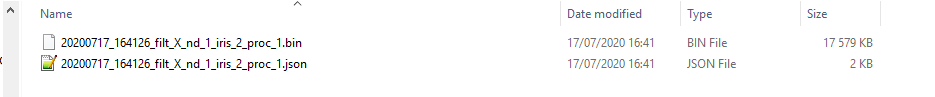 Name Date modified Type Size
20200717_164126_filt_X_nd_1_iris_2_proc_1.bin 17/07/2020 16:41 BIN File 17 579 KB
20200717_164126_filt_X_nd_1_iris_2_proc_1.json 17/07/2020 16:41 JSON File 2 KB